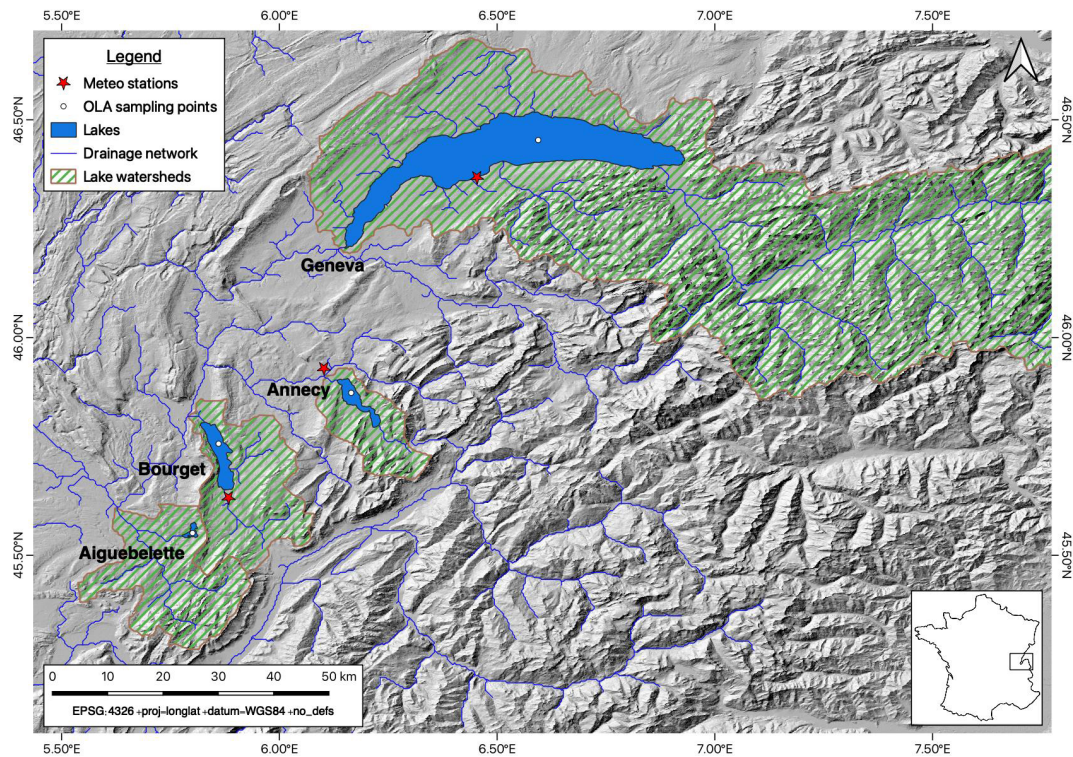 5.50°E 6.00°E 6.50°E 7.00°E 7.50°E
Legend
Meteo stations
OLA sampling points
Lakes
Drainage network
Lake watersheds
46.50°N 46.50°N
Geneva
46.00°N 46.00°N
Annecy
Bourget
Aiguebelette
45.50°N 45.50°N
0 10 20 30 40 50 km
EPSG:4326 +proj=longlat +datum=WGS84 +no_defs
5.50°E 6.00°E 6.50°E 7.00°E 7.50°E